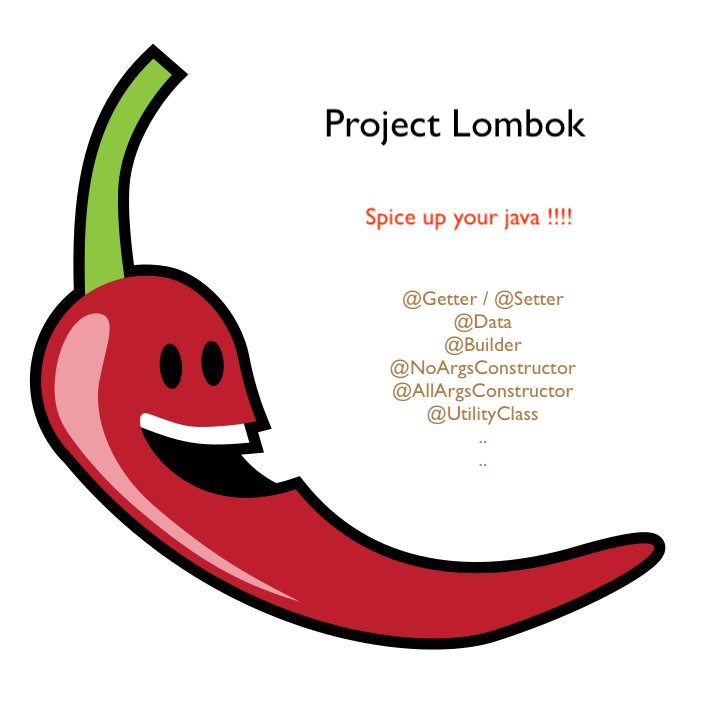 Project Lombok
Spice up your java !!!!
@Getter / @Setter
@Data
@Builder
@NoArgsConstructor
@AllArgsConstructor
@UtilityClass
..
..